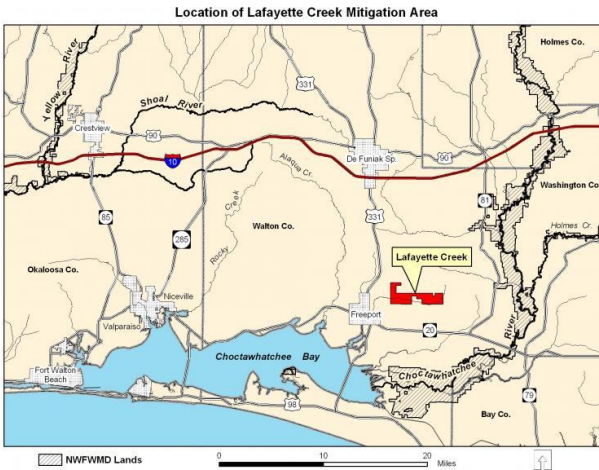 Location of Lafayette Creek Mitigation Area
Holmes Co.
Yellow River
331
Shoal River
Crestview
90
De Funiak Sp.
90
10
Alaqua Cr.
Washington Co.
81
Rocky Creek
331
85
Walton Co.
Holmes Cr.
285
Lafayette Creek
Okaloosa Co.
Niceville
Valparaiso
Freeport
20
Choctawhatchee Bay
Choctawhatchee River
Fort Walton
Beach
79
98
Bay Co.
NWFWMD Lands
0 10 20
Miles